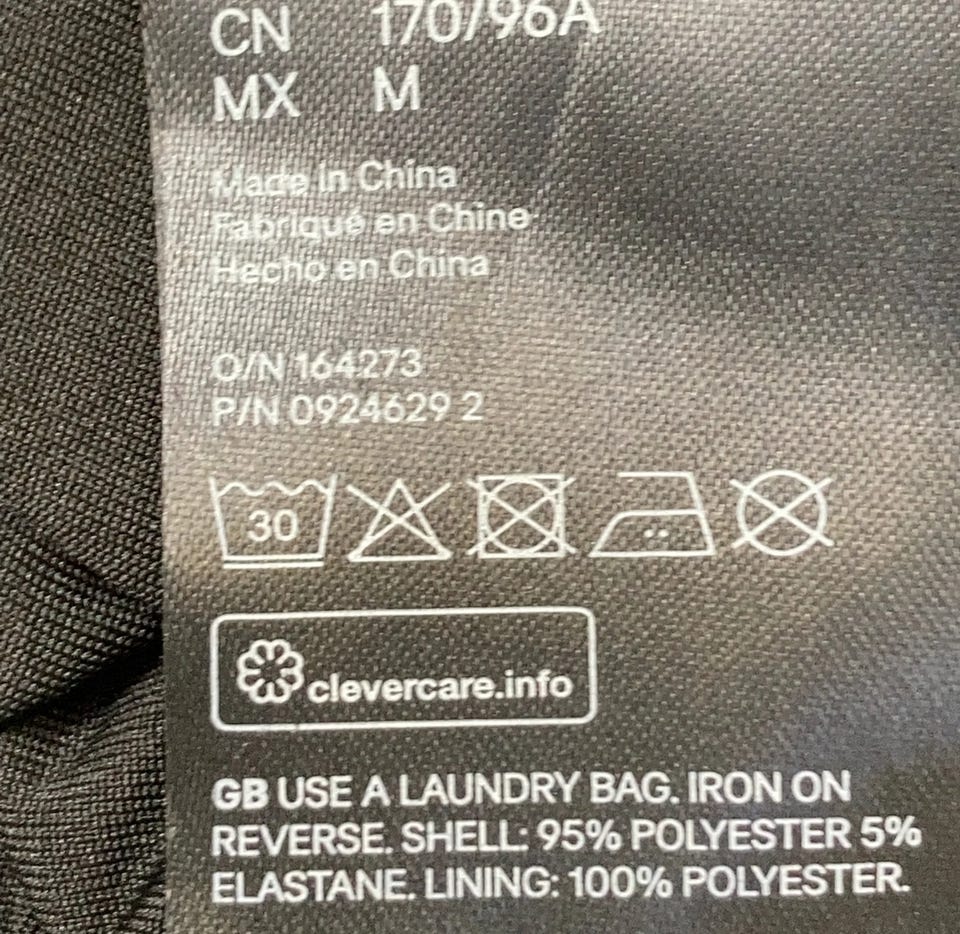 CN 170/96A
MX M
Made in China
Fabriqué en Chine
Hecho en China
O/N 164273
P/N 0924629 2
30
clevercare.info
GB USE A LAUNDRY BAG. IRON ON
REVERSE. SHELL: 95% POLYESTER 5%
ELASTANE. LINING: 100% POLYESTER.